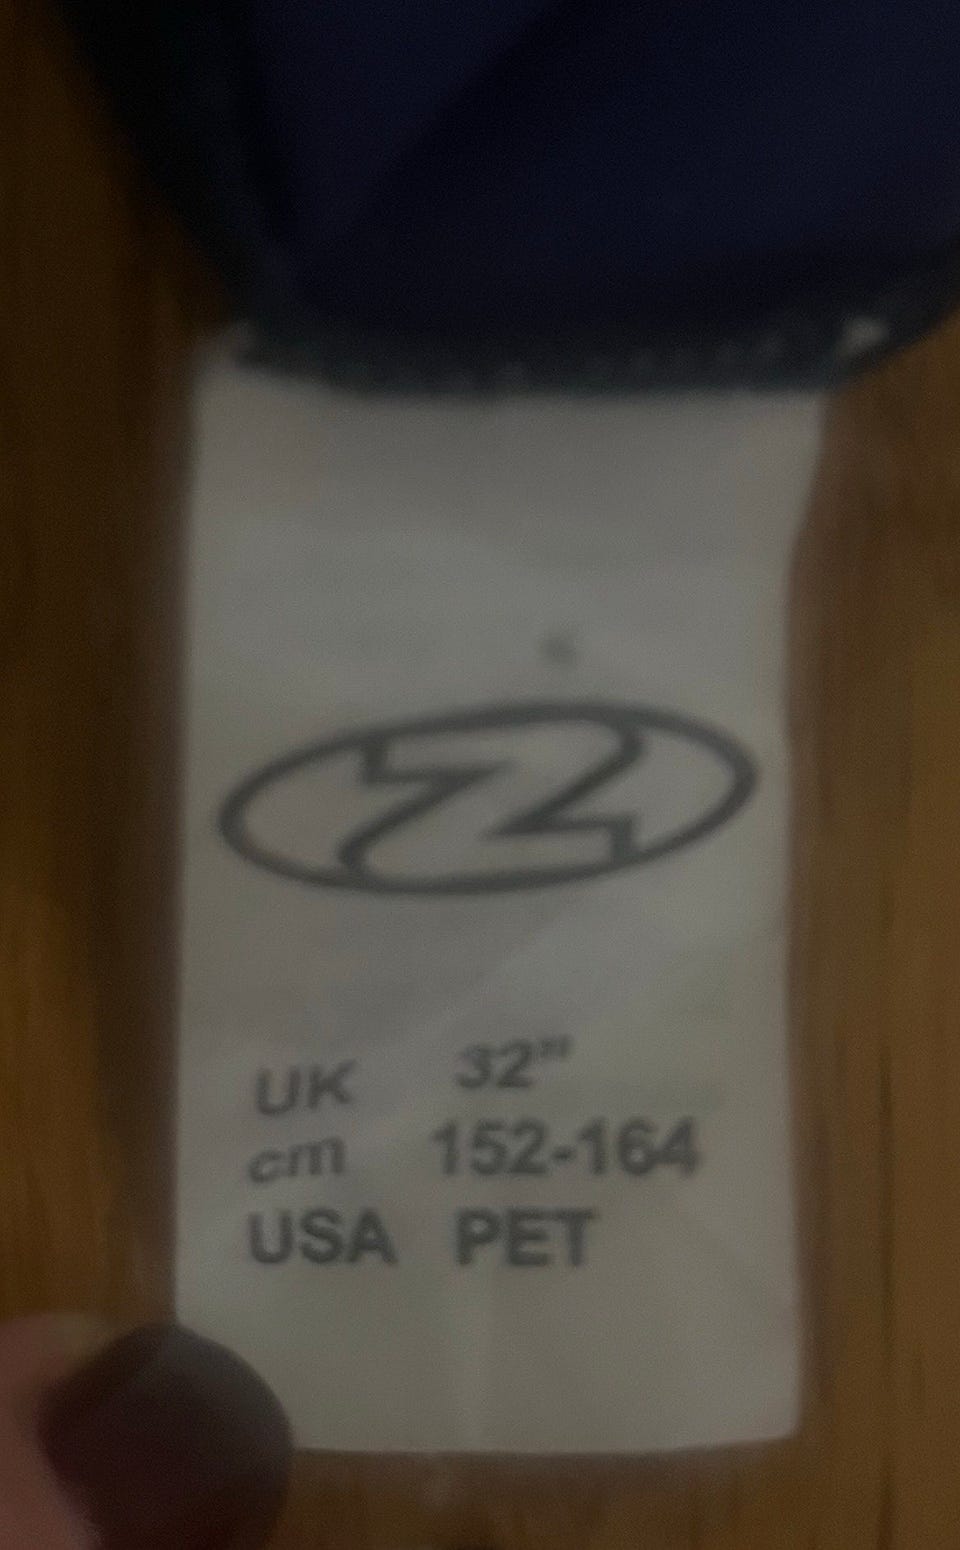 Z
UK 32"
cm 152-164
USA PET